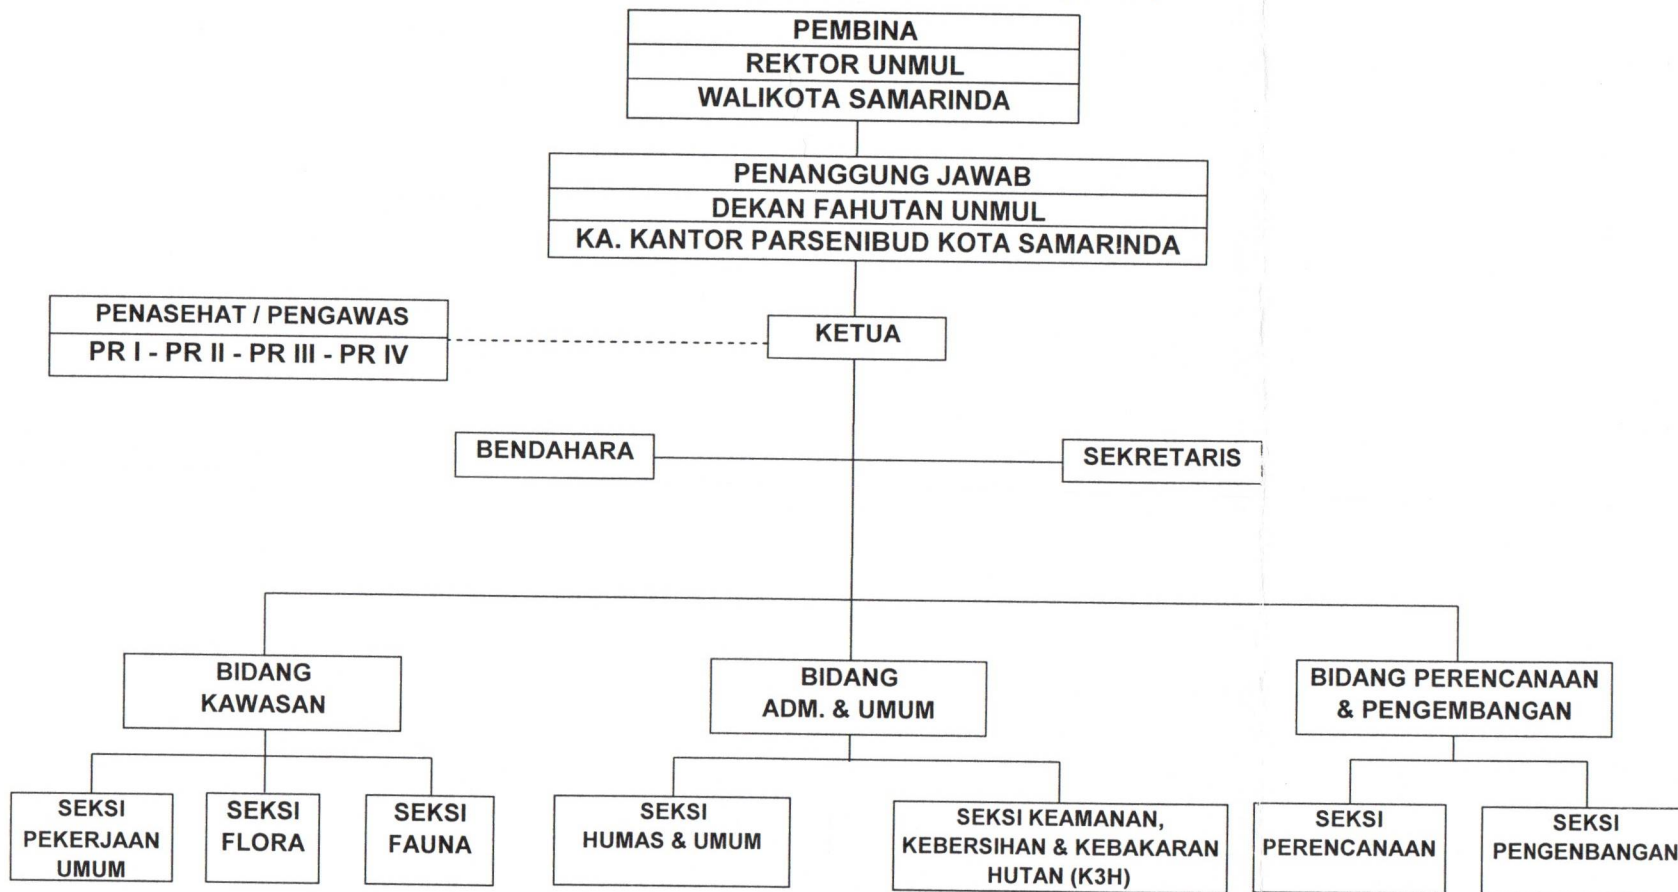 PEMBINA
REKTOR UNMUL
WALIKOTA SAMARINDA
PENANGGUNG JAWAB
DEKAN FAHUTAN UNMUL
KA. KANTOR PARSENIBUD KOTA SAMARINDA
PENASEHAT / PENGAWAS
PR I - PR II - PR III - PR IV
KETUA
BENDAHARA
SEKRETARIS
BIDANG
KAWASAN
BIDANG
ADM. & UMUM
BIDANG PERENCANAAN
& PENGEMBANGAN
SEKSI
PEKERJAAN
UMUM
SEKSI
FLORA
SEKSI
FAUNA
SEKSI
HUMAS & UMUM
SEKSI KEAMANAN,
KEBERSIHAN & KEBAKARAN
HUTAN (K3H)
SEKSI
PERENCANAAN
SEKSI
PENGENBANGAN